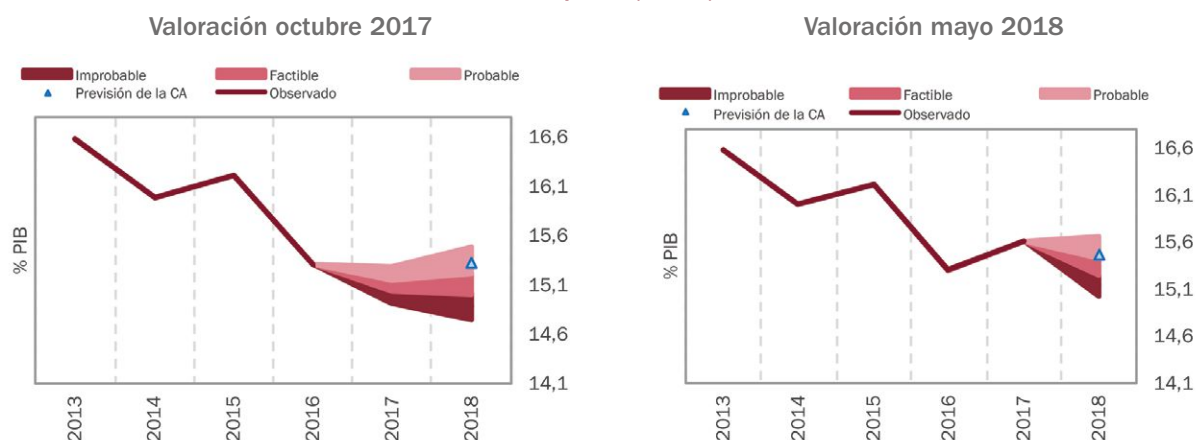 Valoración octubre 2017
Improbable Factible Probable
Previsión de la CA Observado
% PIB
16,6
16,1
15,6
15,1
14,6
14,1
2013 2014 2015 2016 2017 2018
Valoración mayo 2018
Improbable Factible Probable
Previsión de la CA Observado
% PIB
16,6
16,1
15,6
15,1
14,6
14,1
2013 2014 2015 2016 2017 2018